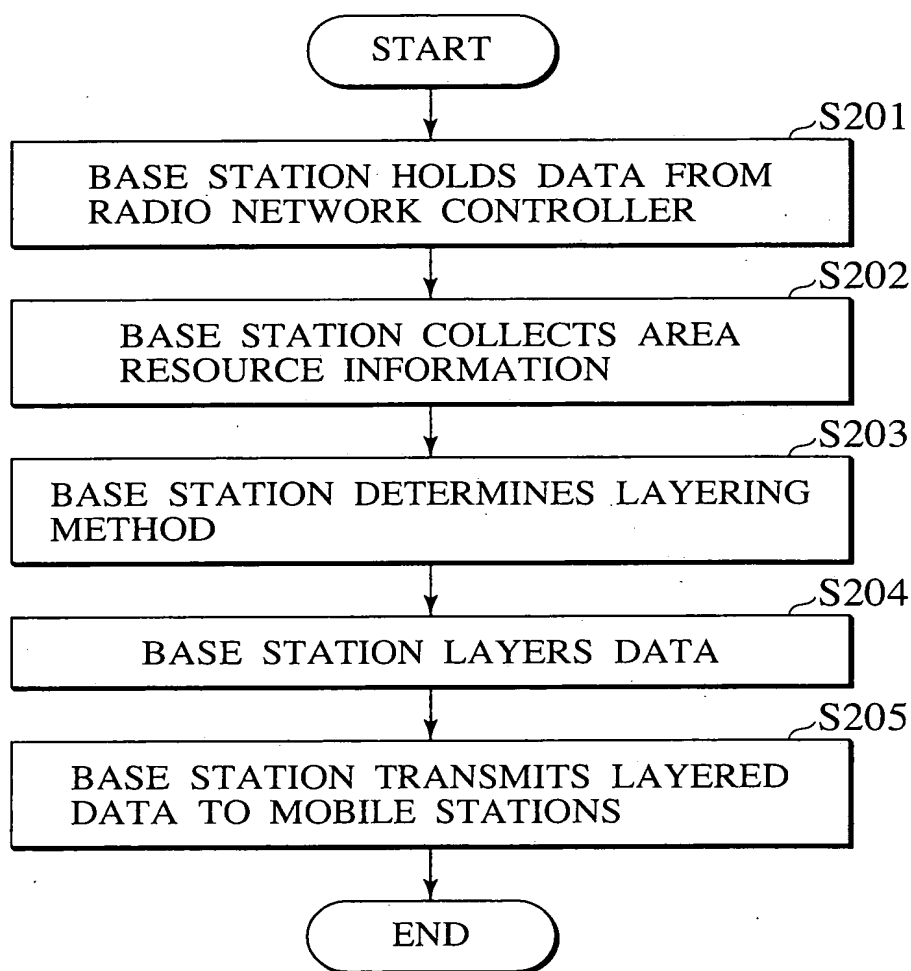 START
S201
BASE STATION HOLDS DATA FROM
RADIO NETWORK CONTROLLER
S202
BASE STATION COLLECTS AREA
RESOURCE INFORMATION
S203
BASE STATION DETERMINES LAYERING
METHOD
S204
BASE STATION LAYERS DATA
S205
BASE STATION TRANSMITS LAYERED
DATA TO MOBILE STATIONS
END